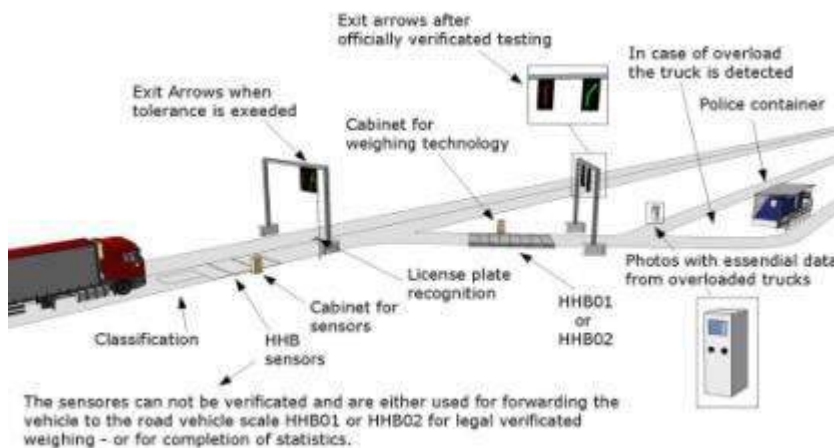 Exit arrows after
officially verificated testing
In case of overload
the truck is detected
Police container
Exit Arrows when
tolerance is exeeded
Cabinet for
weighing technology
License plate
recognition
Photos with essendial data
from overloaded trucks
HHB01
or
HHB02
Cabinet for
sensors
HHB
sensors
Classification
The sensores can not be verificated and are either used for forwarding the
vehicle to the road vehicle scale HHB01 or HHB02 for legal verificated
weighing - or for completion of statistics.